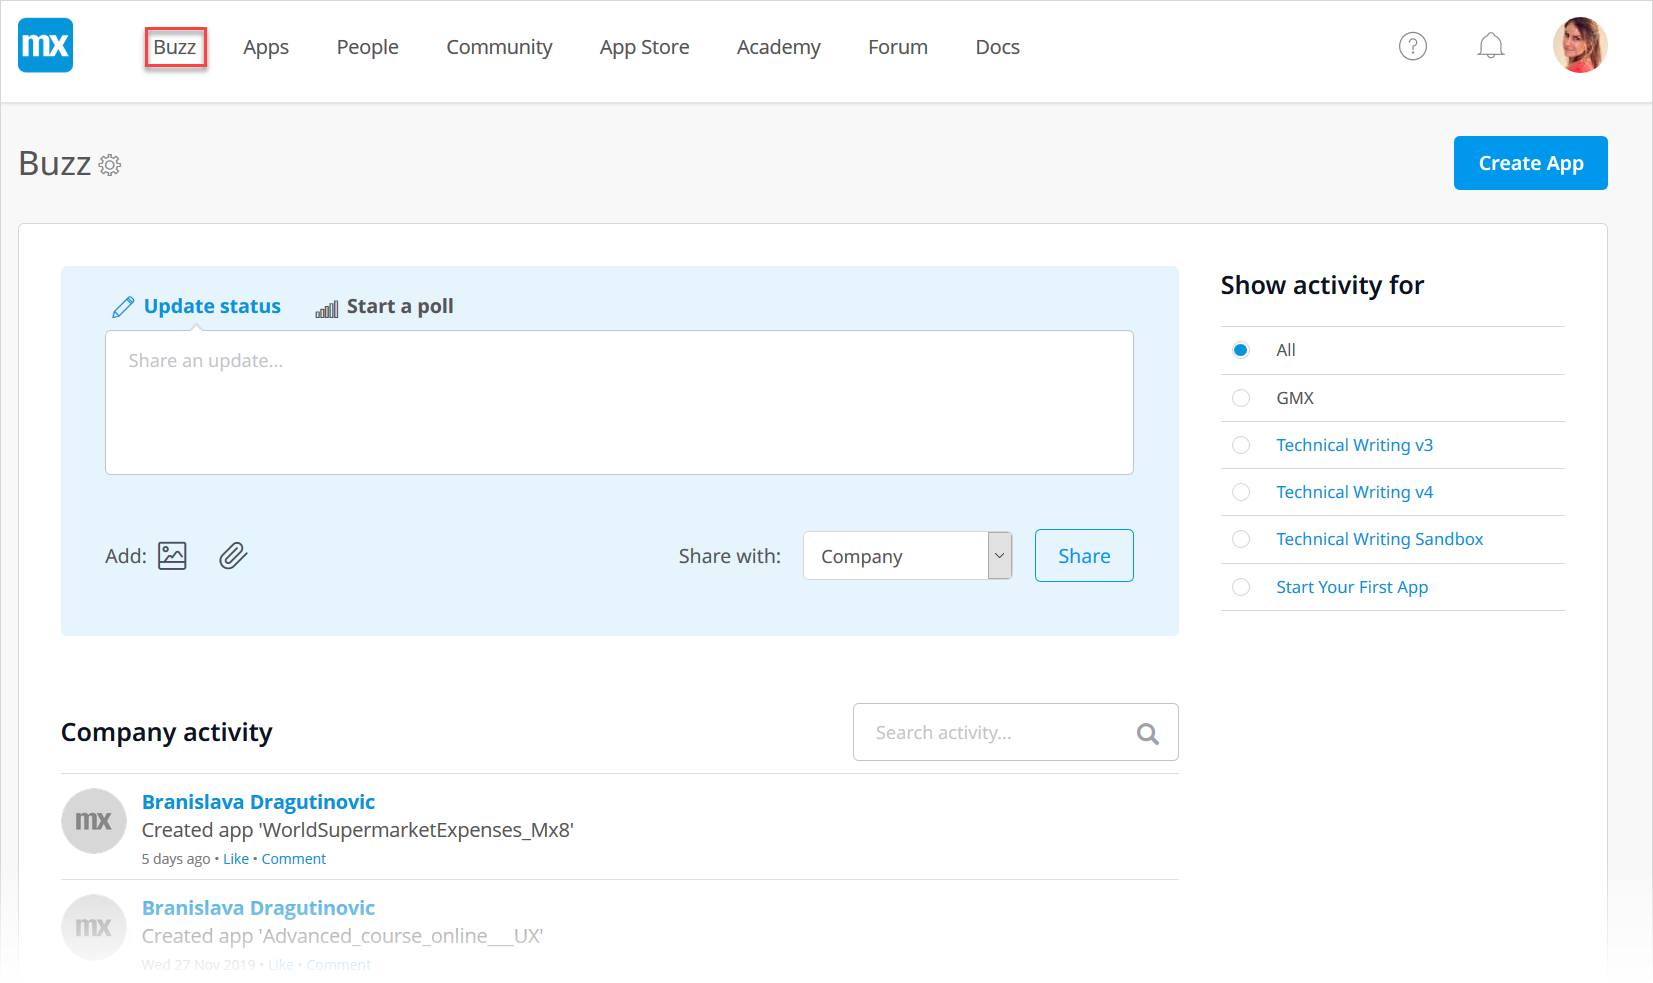 mx Buzz Apps People Community App Store Academy Forum Docs ?
Buzz Create App
Update status Start a poll
Share an update...
Add: Share with: Company Share
Show activity for
All
GMX
Technical Writing v3
Technical Writing v4
Technical Writing Sandbox
Start Your First App
Company activity Search activity...
mx Branislava Dragutinovic
Created app 'WorldSupermarketExpenses_Mx8'
5 days ago • Like • Comment
mx Branislava Dragutinovic
Created app 'Advanced_course_online___UX'
Wed 27 Nov 2019 • Like • Comment